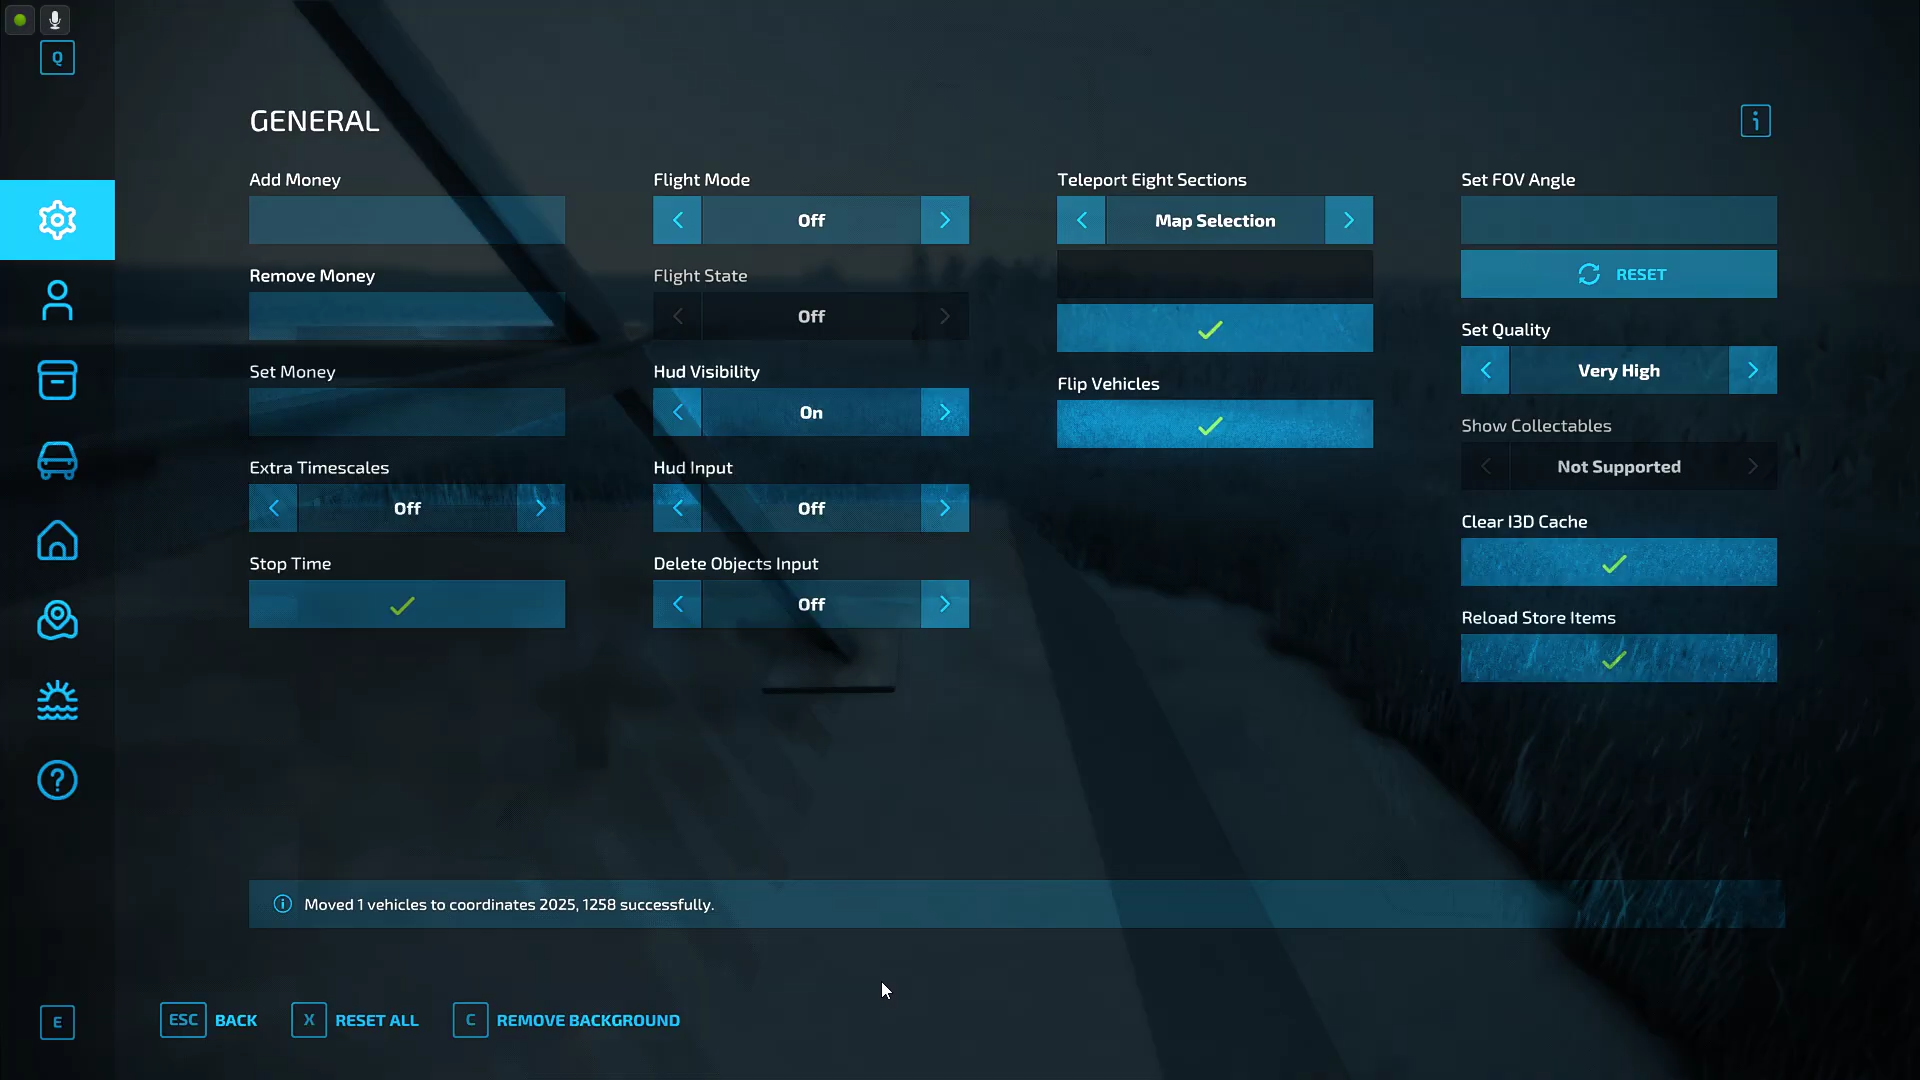 Q
GENERAL
Add Money
Remove Money
Set Money
Extra Timescales
Off
Stop Time
Flight Mode
Off
Flight State
Off
Hud Visibility
On
Hud Input
Off
Delete Objects Input
Off
Teleport Eight Sections
Map Selection
Flip Vehicles
Set FOV Angle
RESET
Set Quality
Very High
Show Collectables
Not Supported
Clear I3D Cache
Reload Store Items
Moved 1 vehicles to coordinates 2025, 1258 successfully.
E
ESC BACK X RESET ALL C REMOVE BACKGROUND